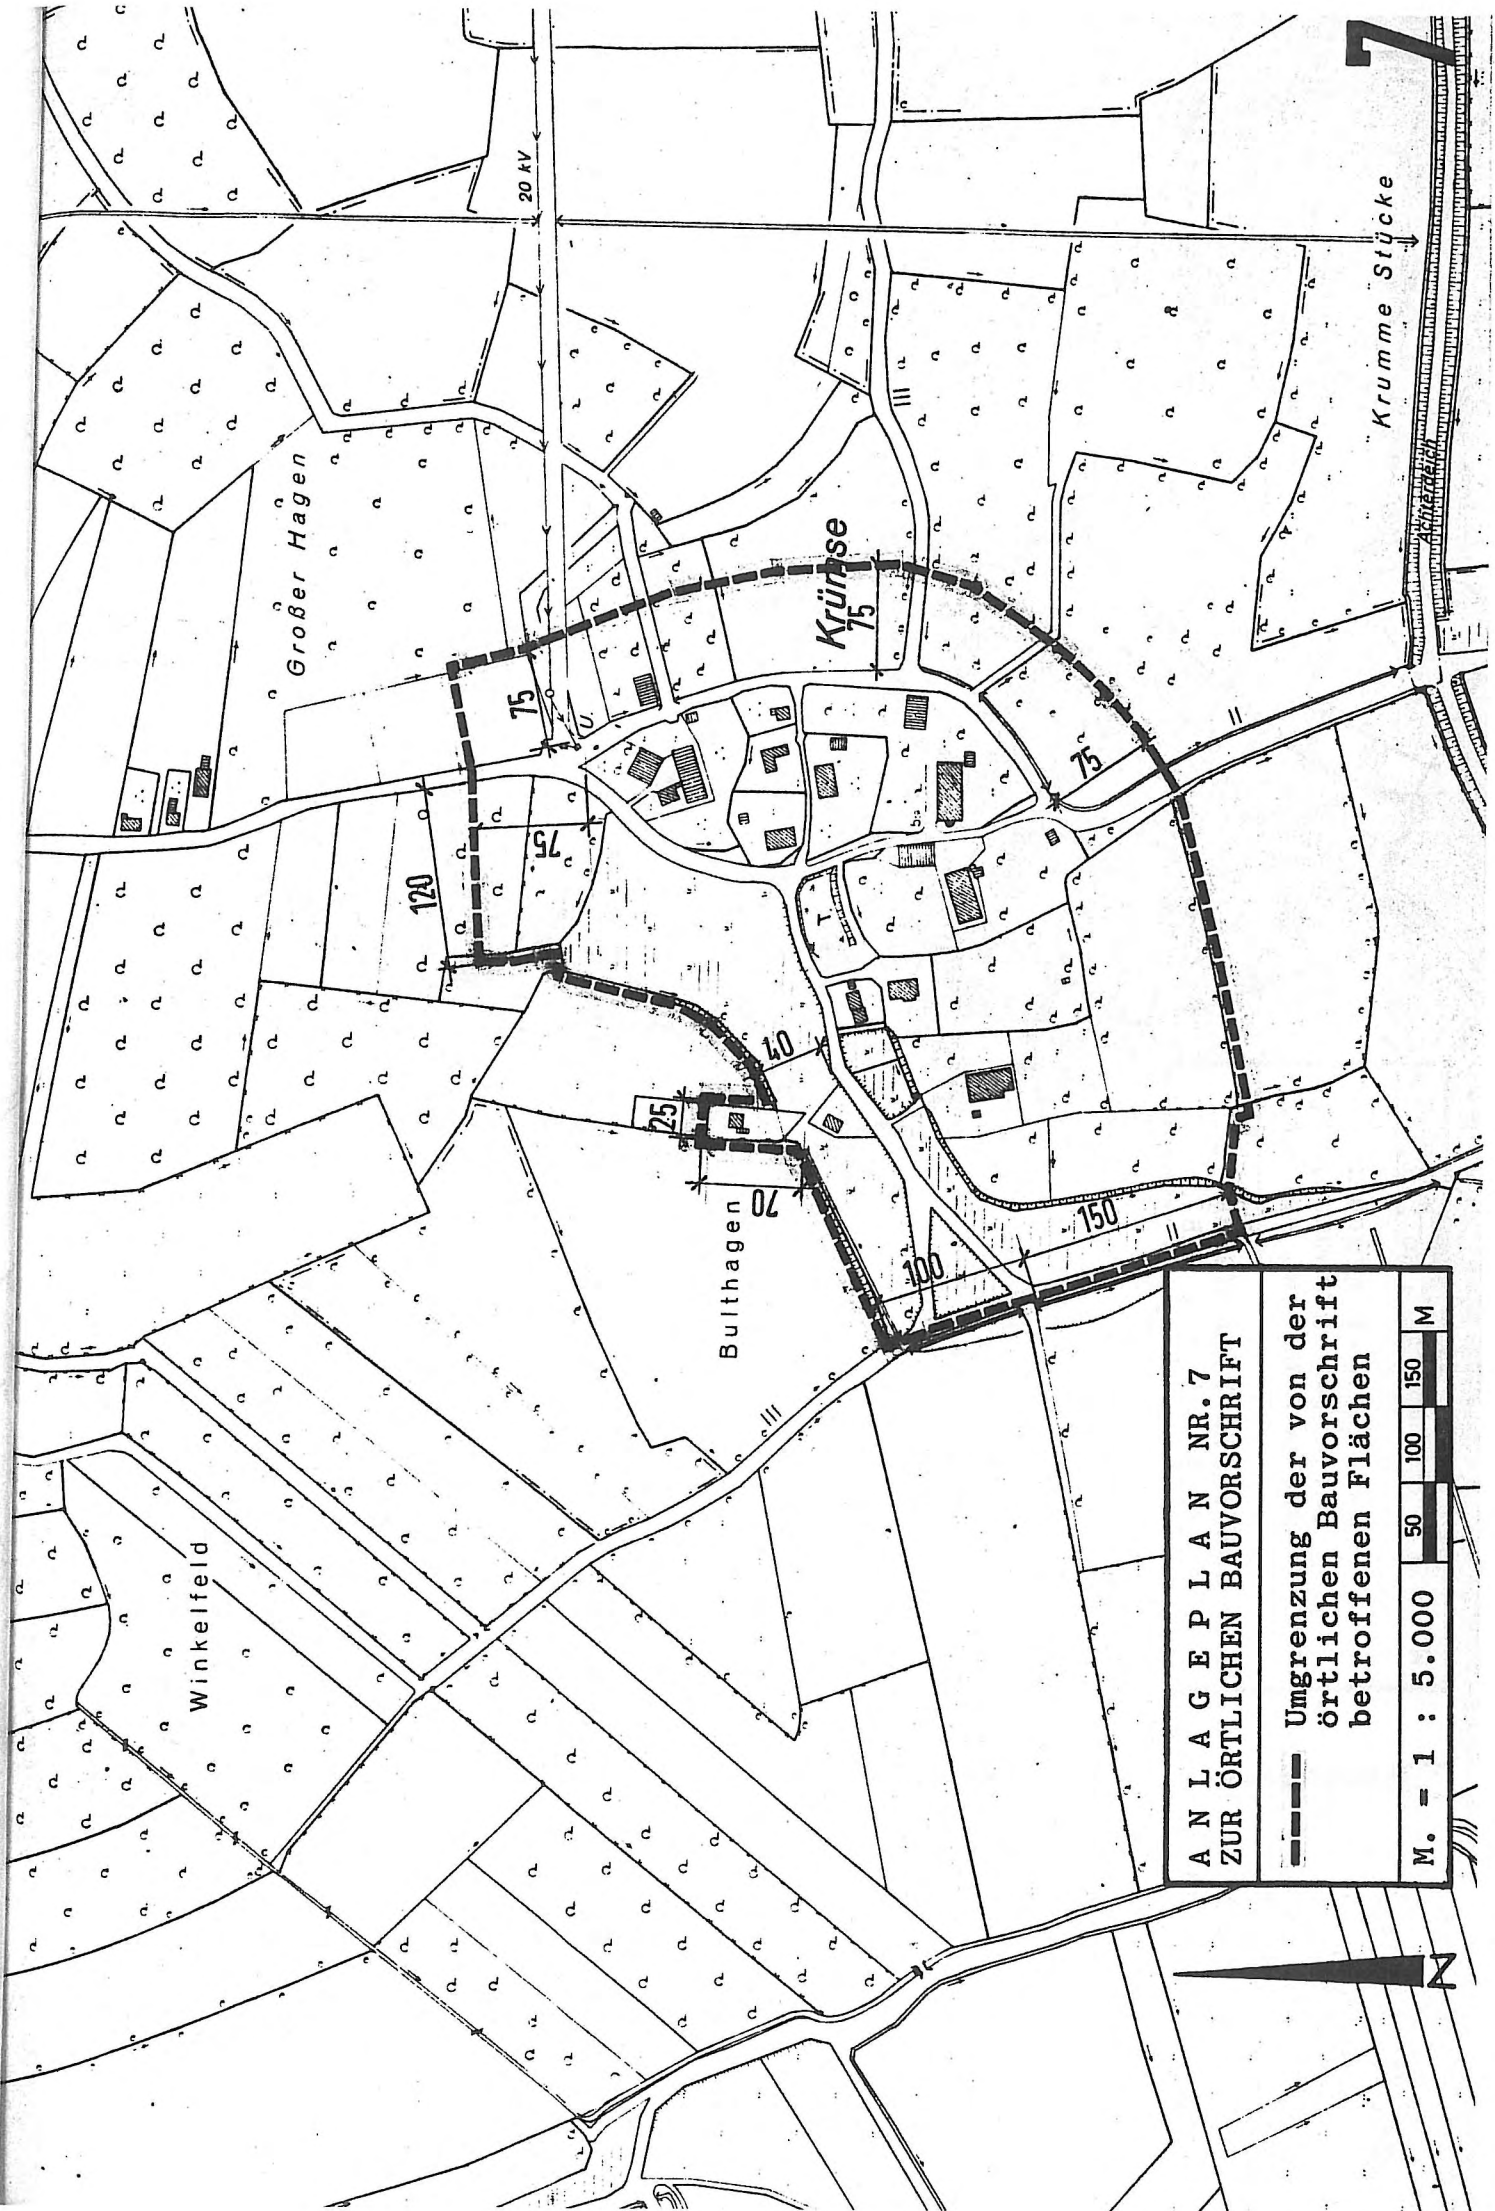 7
20 kV
Großer Hagen
Krümse
75
75
75
75
120
40
25
70
Bulthagen
100
150
Winkelfeld
Krumme Stücke
Achterdeich
U
T
ANLAGEPLAN NR. 7
ZUR ÖRTLICHEN BAUVORSCHRIFT
Umgrenzung der von der
örtlichen Bauvorschrift
betroffenen Flächen
M. = 1 : 5.000
50 100 150 M
N